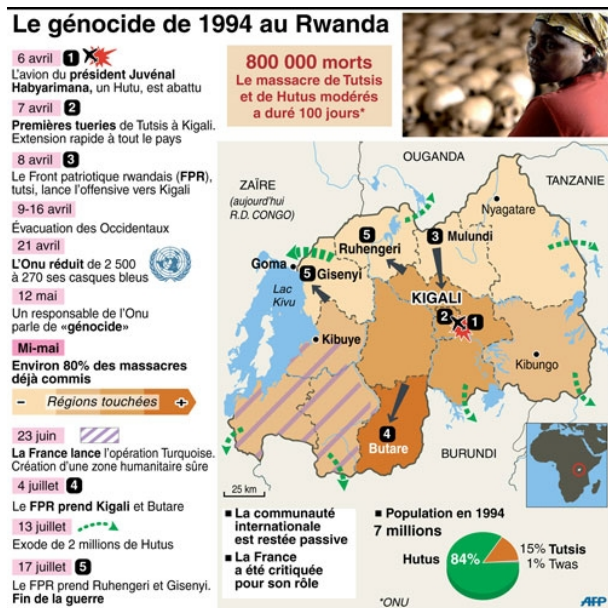 Le génocide de 1994 au Rwanda
6 avril 1
L'avion du président Juvénal
Habyarimana, un Hutu, est abattu
7 avril 2
Premières tueries de Tutsis à Kigali.
Extension rapide à tout le pays
8 avril 3
Le Front patriotique rwandais (FPR),
tutsi, lance l'offensive vers Kigali
9-16 avril
Évacuation des Occidentaux
21 avril
L'Onu réduit de 2 500
à 270 ses casques bleus
12 mai
Un responsable de l'Onu
parle de «génocide»
Mi-mai
Environ 80% des massacres
déjà commis
– Régions touchées +
23 juin
La France lance l'opération Turquoise.
Création d'une zone humanitaire sûre
4 juillet 4
Le FPR prend Kigali et Butare
13 juillet
Exode de 2 millions de Hutus
17 juillet 5
Le FPR prend Ruhengeri et Gisenyi.
Fin de la guerre
800 000 morts
Le massacre de Tutsis
et de Hutus modérés
a duré 100 jours*
OUGANDA
TANZANIE
ZAÏRE
(aujourd'hui
R.D. CONGO)
Nyagatare
5
Ruhengeri
3 Mulundi
Goma
5 Gisenyi
Lac
Kivu
KIGALI
2 1
Kibuye
Kibungo
4
Butare
BURUNDI
25 km
■ La communauté
internationale
est restée passive
■ La France
a été critiquée
pour son rôle
■ Population en 1994
7 millions
Hutus 84%
15% Tutsis
1% Twas
*ONU
AFP